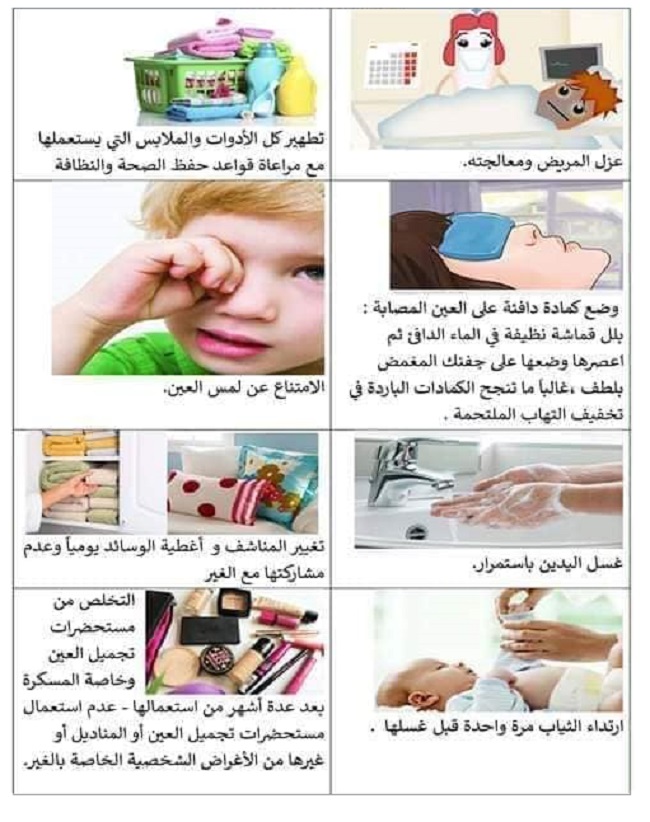 عزل المريض ومعالجته.
تطهير كل الأدوات والملابس التي يستعملها
مع مراعاة قواعد حفظ الصحة والنظافة
وضع كمادة دافئة على العين المصابة :
بلل قماشة نظيفة في الماء الدافئ ثم
اعصرها وضعها على جفنك المغمض
بلطف ،غالباً ما تنجح الكمادات الباردة في
تخفيف التهاب الملتحمة .
الامتناع عن لمس العين.
غسل اليدين باستمرار.
تغيير المناشف و أغطية الوسائد يومياً وعدم
مشاركتها مع الغير
ارتداء الثياب مرة واحدة قبل غسلها .
التخلص من
مستحضرات
تجميل العين
وخاصة المسكرة
بعد عدة أشهر من استعمالها - عدم استعمال
مستحضرات تجميل العين أو المناديل أو
غيرها من الأغراض الشخصية الخاصة بالغير.